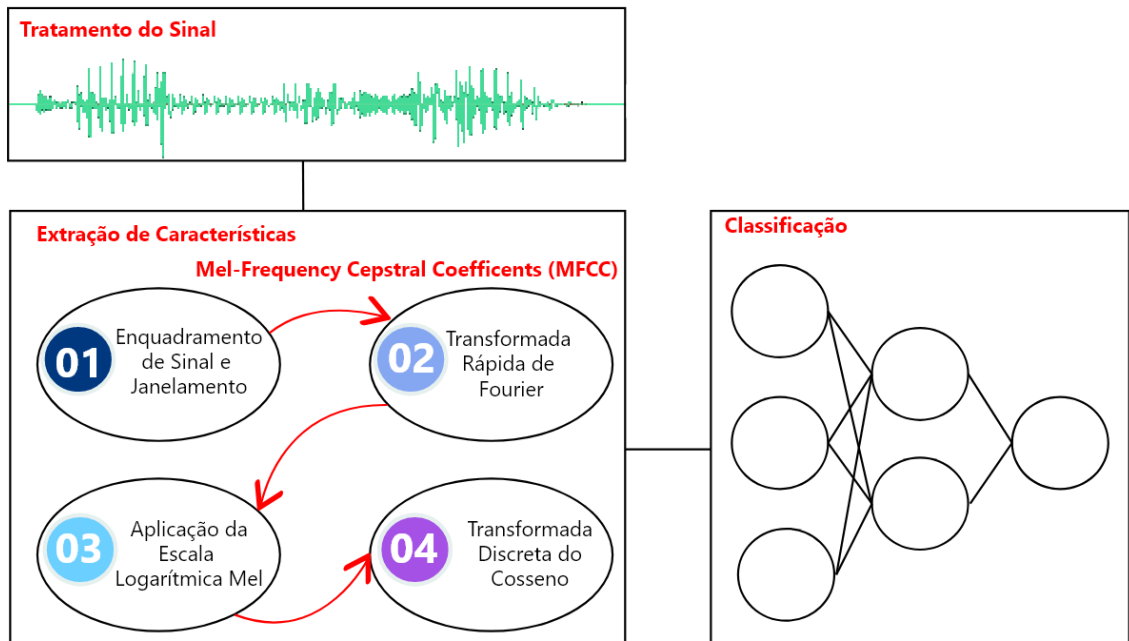 Tratamento do Sinal
Extração de Características
Mel-Frequency Cepstral Coefficents (MFCC)
01
Enquadramento
de Sinal e
Janelamento
02
Transformada
Rápida de
Fourier
03
Aplicação da
Escala
Logarítmica Mel
04
Transformada
Discreta do
Cosseno
Classificação